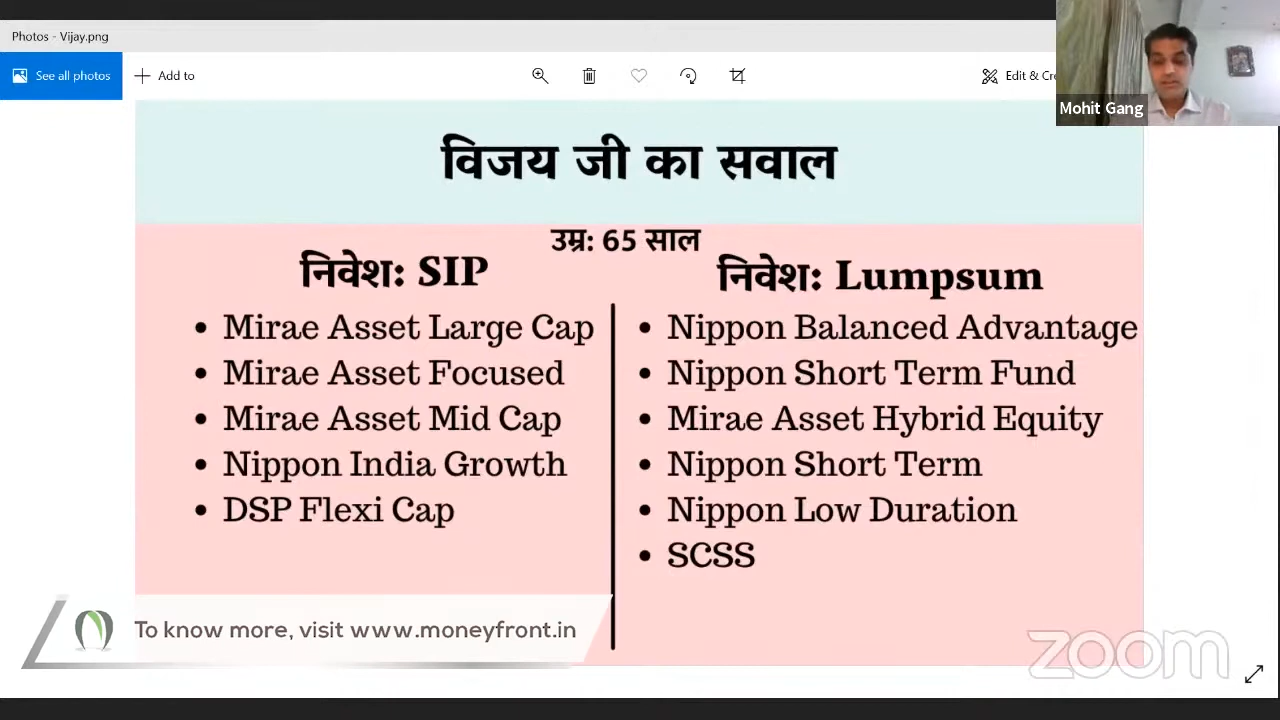 Photos - Vijay.png
See all photos
Add to
Edit & Cre
Mohit Gang
विजय जी का सवाल
उम्र: 65 साल
निवेश: SIP
• Mirae Asset Large Cap
• Mirae Asset Focused
• Mirae Asset Mid Cap
• Nippon India Growth
• DSP Flexi Cap
निवेश: Lumpsum
• Nippon Balanced Advantage
• Nippon Short Term Fund
• Mirae Asset Hybrid Equity
• Nippon Short Term
• Nippon Low Duration
• SCSS
To know more, visit www.moneyfront.in
zoom